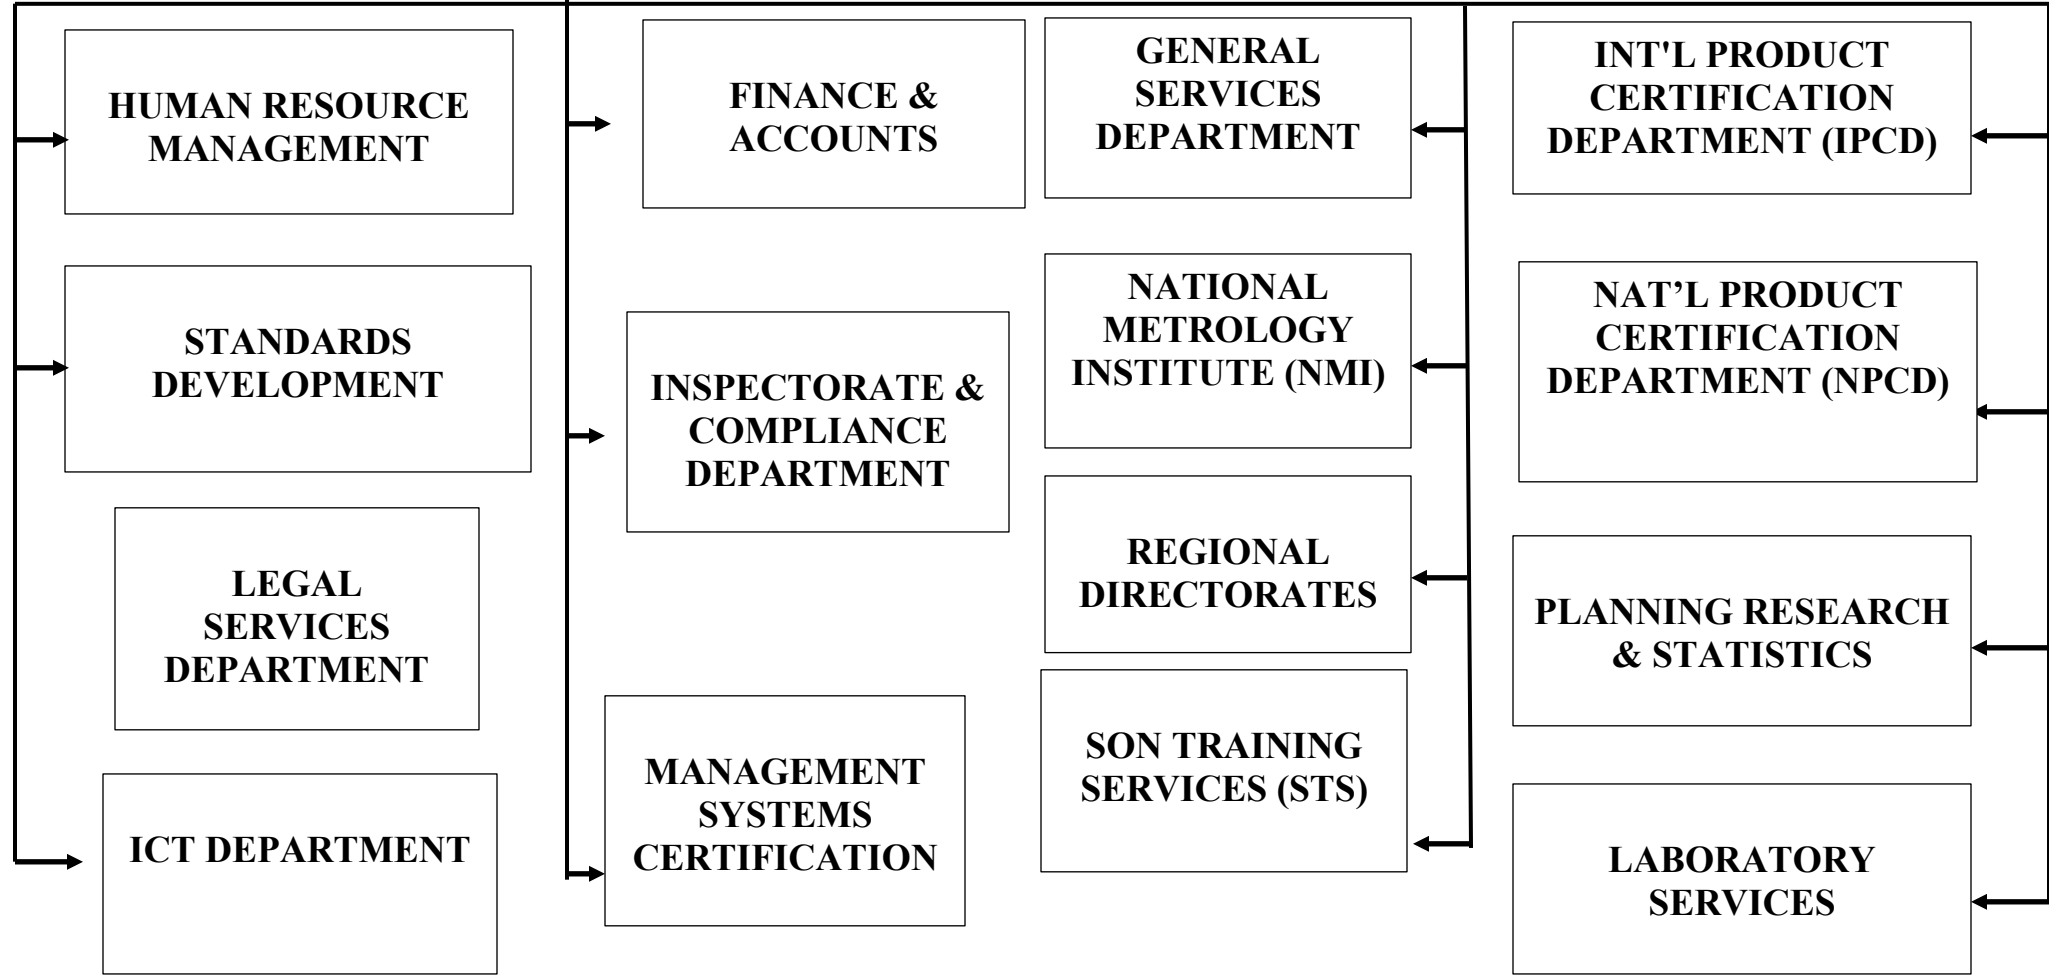 HUMAN RESOURCE
MANAGEMENT
STANDARDS
DEVELOPMENT
LEGAL
SERVICES
DEPARTMENT
ICT DEPARTMENT
FINANCE &
ACCOUNTS
INSPECTORATE &
COMPLIANCE
DEPARTMENT
MANAGEMENT
SYSTEMS
CERTIFICATION
GENERAL
SERVICES
DEPARTMENT
NATIONAL
METROLOGY
INSTITUTE (NMI)
REGIONAL
DIRECTORATES
SON TRAINING
SERVICES (STS)
INT'L PRODUCT
CERTIFICATION
DEPARTMENT (IPCD)
NAT’L PRODUCT
CERTIFICATION
DEPARTMENT (NPCD)
PLANNING RESEARCH
& STATISTICS
LABORATORY
SERVICES